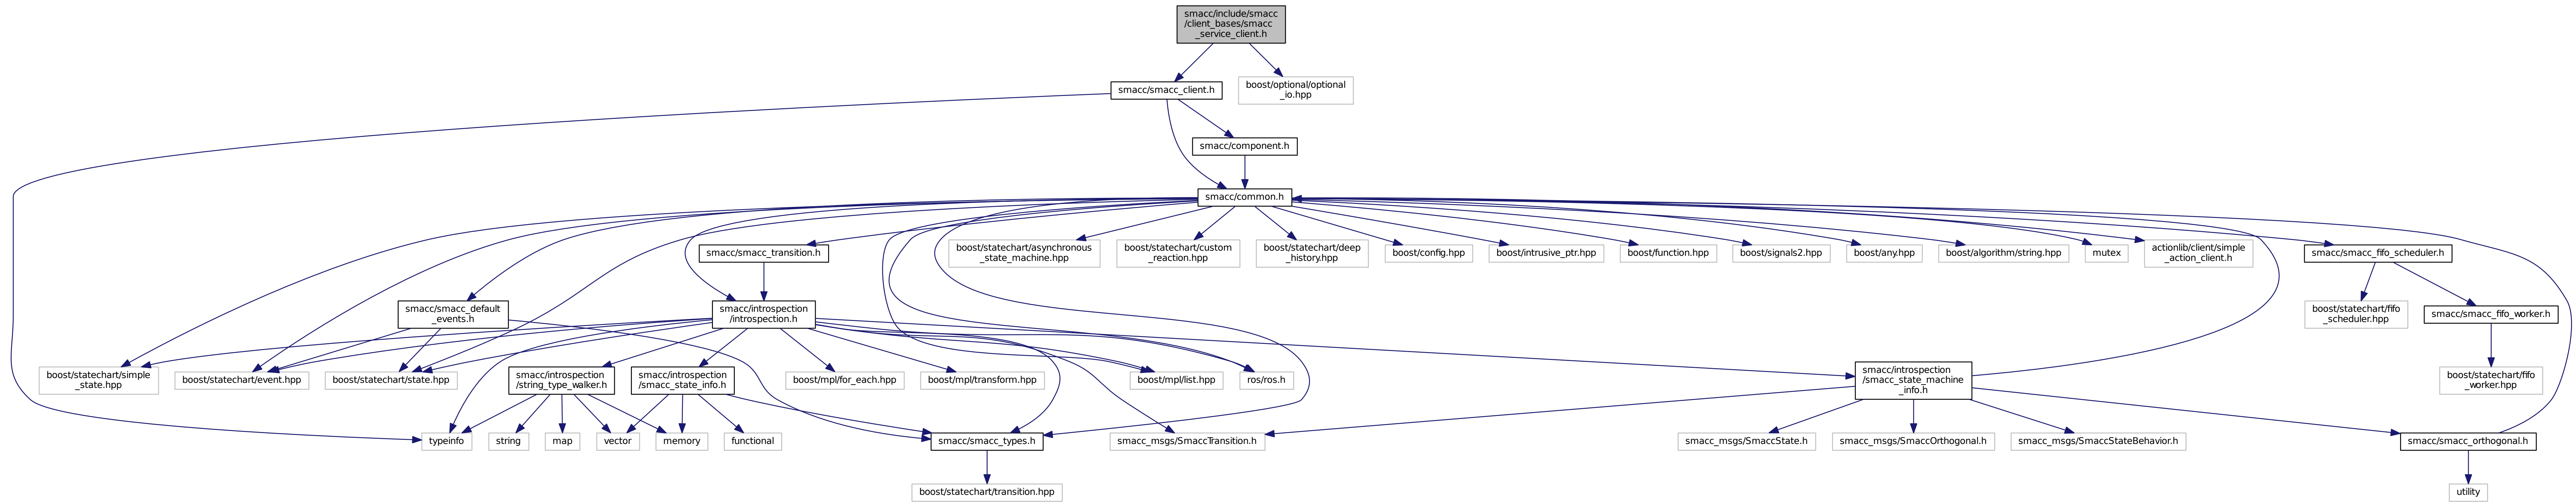 smacc/include/smacc
/client_bases/smacc
_service_client.h
smacc/smacc_client.h
boost/optional/optional
_io.hpp
smacc/component.h
smacc/common.h
smacc/smacc_transition.h
boost/statechart/asynchronous
_state_machine.hpp
boost/statechart/custom
_reaction.hpp
boost/statechart/deep
_history.hpp
boost/config.hpp
boost/intrusive_ptr.hpp
boost/function.hpp
boost/signals2.hpp
boost/any.hpp
boost/algorithm/string.hpp
mutex
actionlib/client/simple
_action_client.h
smacc/smacc_fifo_scheduler.h
smacc/smacc_default
_events.h
smacc/introspection
/introspection.h
boost/statechart/fifo
_scheduler.hpp
smacc/smacc_fifo_worker.h
boost/statechart/simple
_state.hpp
boost/statechart/event.hpp
boost/statechart/state.hpp
smacc/introspection
/string_type_walker.h
smacc/introspection
/smacc_state_info.h
boost/mpl/for_each.hpp
boost/mpl/transform.hpp
boost/mpl/list.hpp
ros/ros.h
smacc/introspection
/smacc_state_machine
_info.h
boost/statechart/fifo
_worker.hpp
typeinfo
string
map
vector
memory
functional
smacc/smacc_types.h
smacc_msgs/SmaccTransition.h
smacc_msgs/SmaccState.h
smacc_msgs/SmaccOrthogonal.h
smacc_msgs/SmaccStateBehavior.h
smacc/smacc_orthogonal.h
boost/statechart/transition.hpp
utility